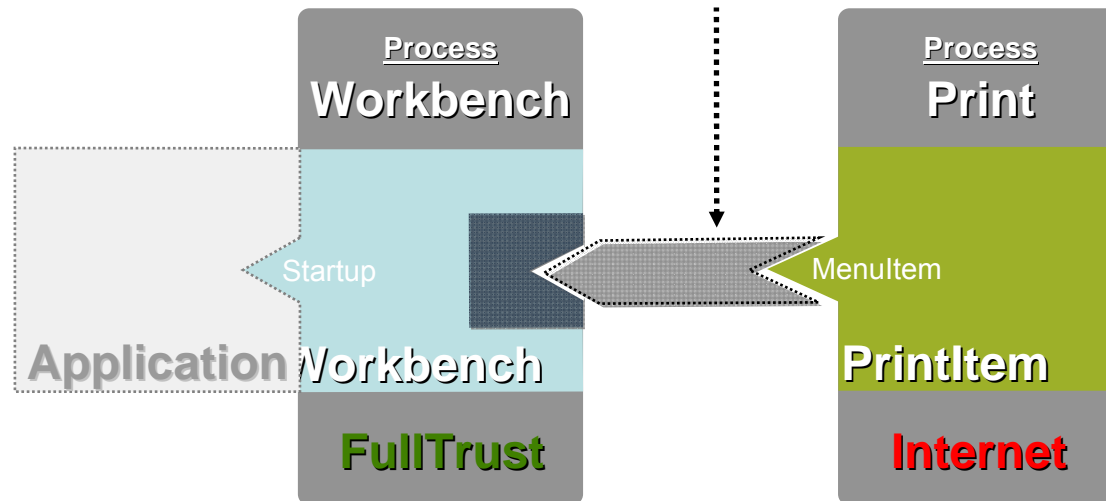 Process
Workbench
Process
Print
Startup
MenuItem
Application
Workbench
PrintItem
FullTrust
Internet